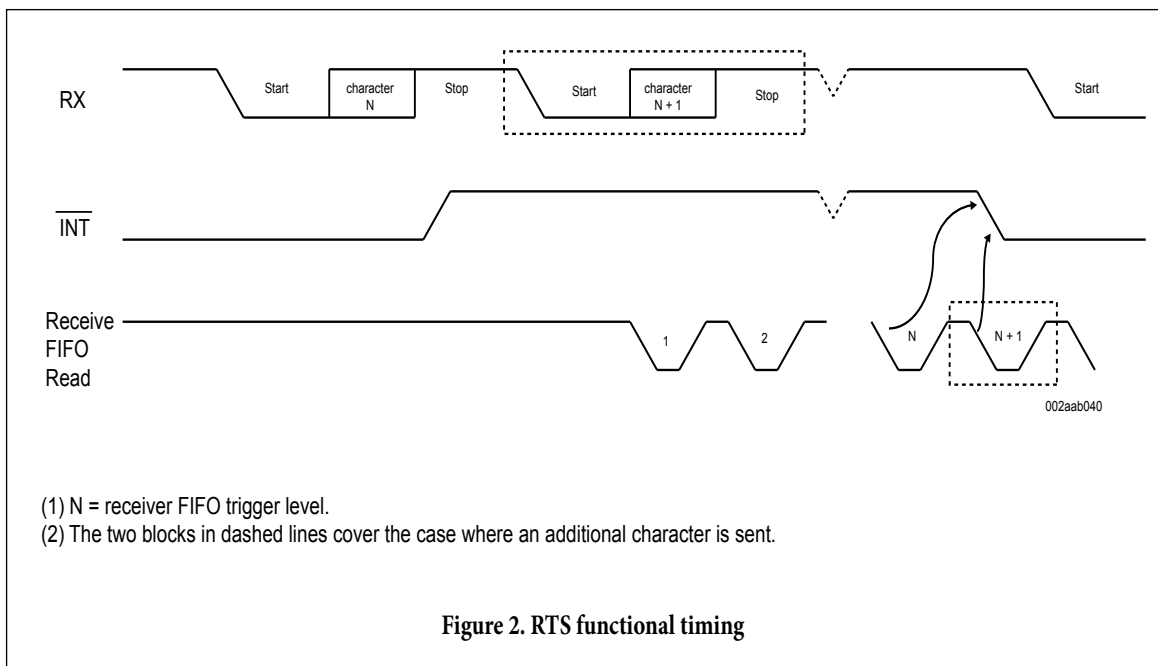 RX
Start
character
N
Stop
Start
character
N + 1
Stop
Start
INT
Receive
FIFO
Read
1
2
N
N + 1
002aab040
(1) N = receiver FIFO trigger level.
(2) The two blocks in dashed lines cover the case where an additional character is sent.
Figure 2. RTS functional timing